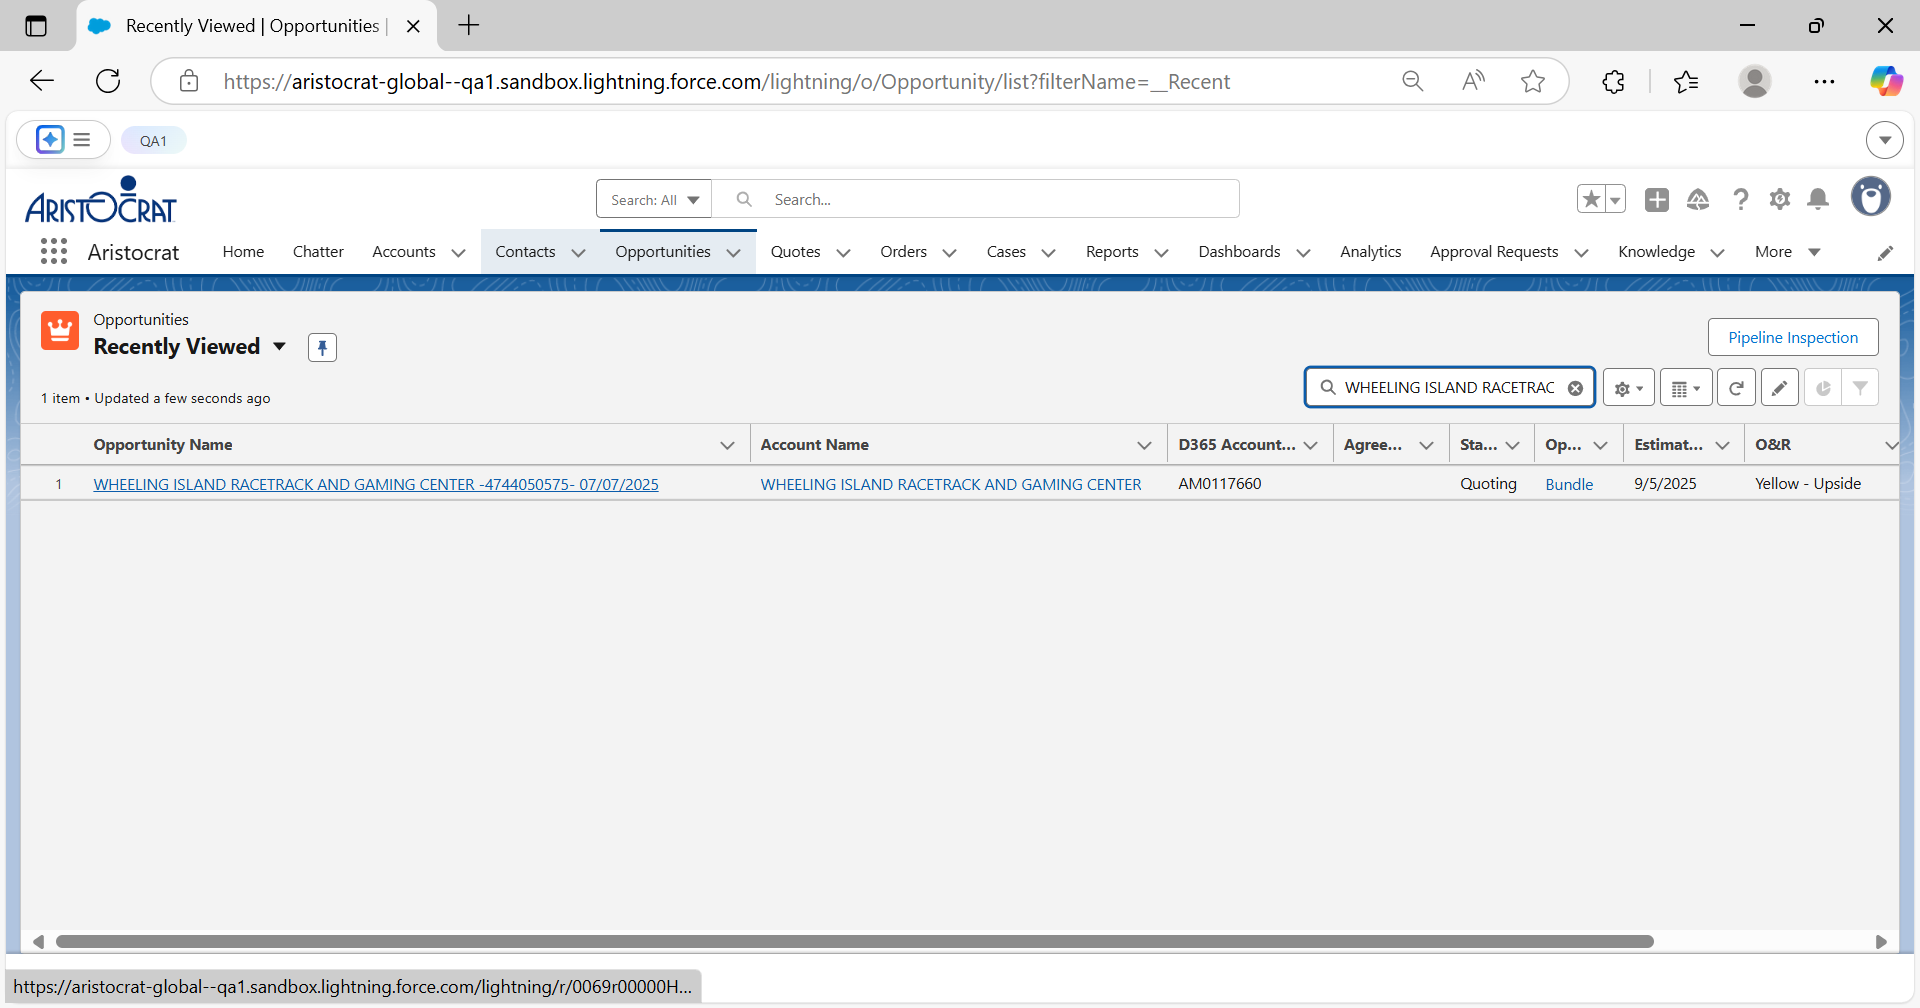 Recently Viewed | Opportunities |
https://aristocrat-global--qa1.sandbox.lightning.force.com/lightning/o/Opportunity/list?filterName=__Recent
QA1
ARISTOCRAT
Search: All
Search...
Aristocrat
Home
Chatter
Accounts
Contacts
Opportunities
Quotes
Orders
Cases
Reports
Dashboards
Analytics
Approval Requests
Knowledge
More
Opportunities
Recently Viewed
Pipeline Inspection
1 item • Updated a few seconds ago
WHEELING ISLAND RACETRAC
Opportunity Name
Account Name
D365 Account...
Agree...
Sta...
Op...
Estimat...
O&R
1
WHEELING ISLAND RACETRACK AND GAMING CENTER -4744050575- 07/07/2025
WHEELING ISLAND RACETRACK AND GAMING CENTER
AM0117660
Quoting
Bundle
9/5/2025
Yellow - Upside
https://aristocrat-global--qa1.sandbox.lightning.force.com/lightning/r/0069r00000H...